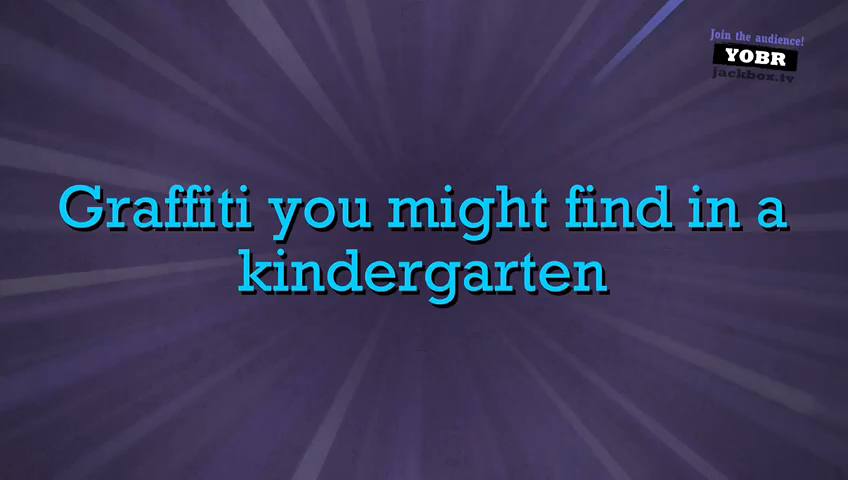 Join the audience!
YOBR
jackbox.tv
Graffiti you might find in a
kindergarten